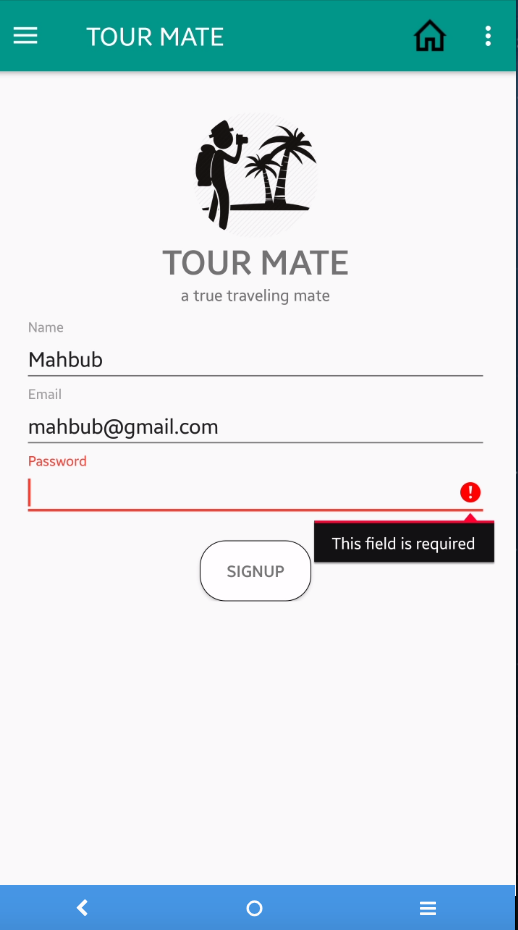 TOUR MATE
TOUR MATE
a true traveling mate
Name
Mahbub
Email
mahbub@gmail.com
Password
This field is required
SIGNUP